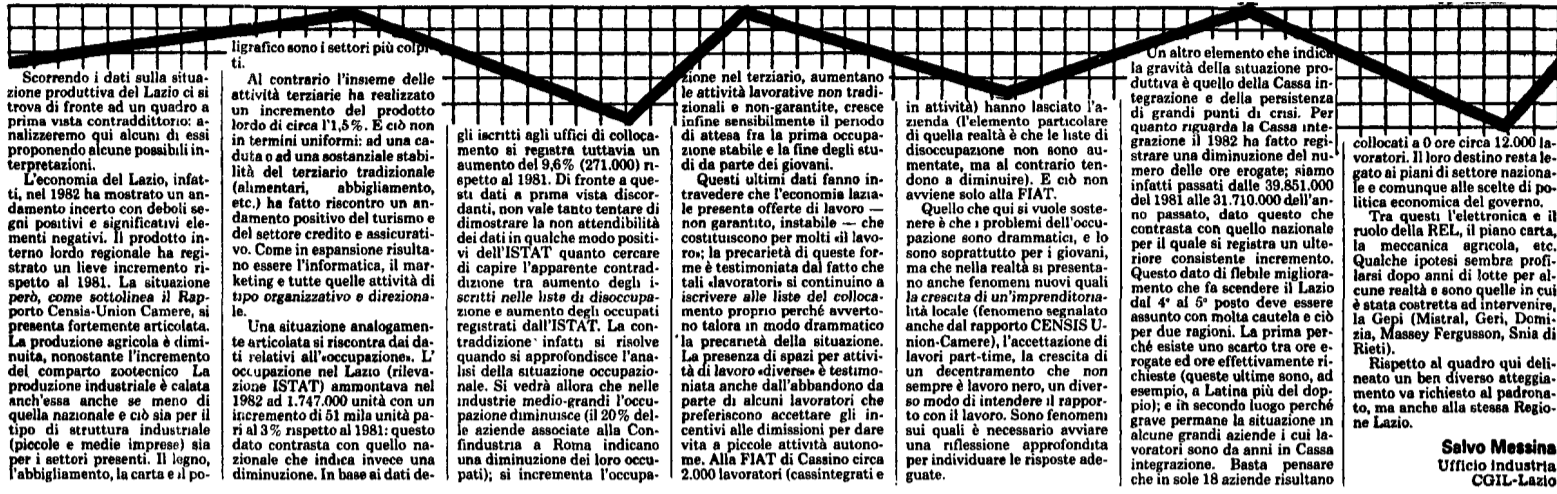 Scorrendo i dati sulla situa-
zione produttiva del Lazio ci si
trova di fronte ad un quadro a
prima vista contraddittorio: a-
nalizzeremo qui alcuni di essi
proponendo alcune possibili in-
terpretazioni.
L'economia del Lazio, infat-
ti, nel 1982 ha mostrato un an-
damento incerto con deboli se-
gni positivi e significativi ele-
menti negativi. Il prodotto in-
terno lordo regionale ha regi-
strato un lieve incremento ri-
spetto al 1981. La situazione
però, come sottolinea il Rap-
porto Censia-Union Camere, si
presenta fortemente articolata.
La produzione agricola è dimi-
nuita, nonostante l'incremento
del comparto zootecnico La
produzione industriale è calata
anch'essa anche se meno di
quella nazionale e ciò sia per il
tipo di struttura industriale
(piccole e medie imprese) sia
per i settori presenti. Il legno,
l'abbigliamento, la carta e il po-
ligrafico sono i settori più colpi-
ti.
Al contrario l'insieme delle
attività terziarie ha realizzato
un incremento del prodotto
lordo di circa l'1,5%. E ciò non
in termini uniformi: ad una ca-
duta o ad una sostanziale stabi-
lità del terziario tradizionale
(alimentari, abbigliamento,
etc.) ha fatto riscontro un an-
damento positivo del turismo e
del settore credito e assicurati-
vo. Come in espansione risulta-
no essere l'informatica, il mar-
keting e tutte quelle attività di
tipo organizzativo e direziona-
le.
Una situazione analogamen-
te articolata si riscontra dai da-
ti relativi all'«occupazione». L'
occupazione nel Lazio (rileva-
zione ISTAT) ammontava nel
1982 ad 1.747.000 unità con un
incremento di 51 mila unità pa-
ri al 3% rispetto al 1981: questo
dato contrasta con quello na-
zionale che indica invece una
diminuzione. In base ai dati de-
gli iscritti agli uffici di colloca-
mento si registra tuttavia un
aumento del 9,6% (271.000) ri-
spetto al 1981. Di fronte a que-
sti dati a prima vista discor-
danti, non vale tanto tentare di
dimostrare la non attendibilità
dei dati in qualche modo positi-
vi dell'ISTAT quanto cercare
di capire l'apparente contrad-
dizione tra aumento degli i-
scritti nelle liste di disoccupa-
zione e aumento degli occupati
registrati dall'ISTAT. La con-
traddizione infatti si risolve
quando si approfondisce l'ana-
lisi della situazione occupazio-
nale. Si vedrà allora che nelle
industrie medio-grandi l'occu-
pazione diminuisce (il 20% del-
le aziende associate alla Con-
findustria a Roma indicano
una diminuzione dei loro occu-
pati); si incrementa l'occupa-
zione nel terziario, aumentano
le attività lavorative non tradi-
zionali e non-garantite, cresce
infine sensibilmente il periodo
di attesa fra la prima occupa-
zione stabile e la fine degli stu-
di da parte dei giovani.
Questi ultimi dati fanno in-
travedere che l'economia lazia-
le presenta offerte di lavoro —
non garantito, instabile — che
costituiscono per molti «il lavo-
ro»; la precarietà di queste for-
me è testimoniata dal fatto che
tali «lavoratori» si continuo a
iscrivere alle liste del colloca-
mento proprio perché avverto-
no talora in modo drammatico
la precarietà della situazione.
La presenza di spazi per attivi-
tà di lavoro «diverse» è testimo-
niata anche dall'abbandono da
parte di alcuni lavoratori che
preferiscono accettare gli in-
centivi alle dimissioni per dare
vita a piccole attività autono-
me. Alla FIAT di Cassino circa
2.000 lavoratori (cassintegrati e
in attività) hanno lasciato l'a-
zienda (l'elemento particolare
di quella realtà è che le liste di
disoccupazione non sono au-
mentate, ma al contrario ten-
dono a diminuire). E ciò non
avviene solo alla FIAT.
Quello che qui si vuole soste-
nere è che i problemi dell'occu-
pazione sono drammatici, e lo
sono soprattutto per i giovani,
ma che nella realtà si presenta-
no anche fenomeni nuovi quali
la crescita di un'imprenditoria-
lità locale (fenomeno segnalato
anche dal rapporto CENSIS U-
nion-Camere), l'accettazione di
lavori part-time, la crescita di
un decentramento che non
sempre è lavoro nero, un diver-
so modo di intendere il rappor-
to con il lavoro. Sono fenomeni
sui quali è necessario avviare
una riflessione approfondita
per individuare le risposte ade-
guate.
Un altro elemento che indica
la gravità della situazione pro-
duttiva è quello della Cassa in-
tegrazione e della persistenza
di grandi punti di crisi. Per
quanto riguarda la Cassa inte-
grazione il 1982 ha fatto regi-
strare una diminuzione del nu-
mero delle ore erogate; siamo
infatti passati dalle 39.851.000
del 1981 alle 31.710.000 dell'an-
no passato, dato questo che
contrasta con quello nazionale
per il quale si registra un ulte-
riore consistente incremento.
Questo dato di flebile migliora-
mento che fa scendere il Lazio
dal 4° al 5° posto deve essere
assunto con molta cautela e ciò
per due ragioni. La prima per-
ché esiste uno scarto tra ore e-
rogate ed ore effettivamente ri-
chieste (queste ultime sono, ad
esempio, a Latina più del dop-
pio); e in secondo luogo perché
grave permane la situazione in
alcune grandi aziende i cui la-
voratori sono da anni in Cassa
integrazione. Basta pensare
che in sole 18 aziende risultano
collocati a 0 ore circa 12.000 la-
voratori. Il loro destino resta le-
gato ai piani di settore naziona-
le e comunque alle scelte di po-
litica economica del governo.
Tra questi l'elettronica e il
ruolo della REL, il piano carta,
la meccanica agricola, etc.
Qualche ipotesi sembra profi-
larsi dopo anni di lotte per al-
cune realtà e sono quelle in cui
è stata costretta ad intervenire,
la Gepi (Mistral, Geri, Domi-
zia, Massey Fergusson, Snia di
Rieti).
Rispetto al quadro qui deli-
neato un ben diverso atteggia-
mento va richiesto al padrona-
to, ma anche alla stessa Regio-
ne Lazio.
Salvo Messina
Ufficio Industria
CGIL-Lazio